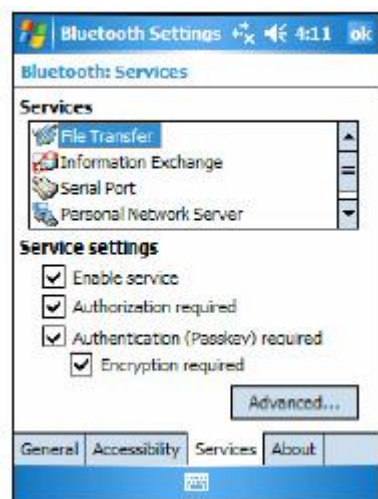 Bluetooth Settings 4:11 ok
Bluetooth: Services
Services
File Transfer
Information Exchange
Serial Port
Personal Network Server
Service settings
Enable service
Authorization required
Authentication (Passkey) required
Encryption required
Advanced...
General Accessibility Services About